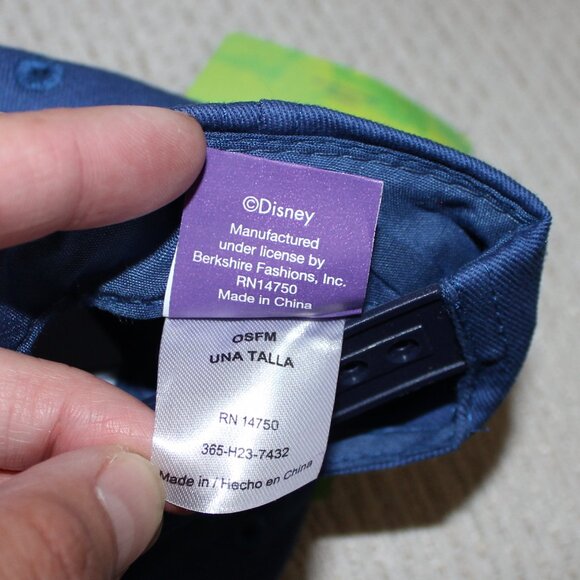 ©Disney
Manufactured
under license by
Berkshire Fashions, Inc.
RN14750
Made in China
OSFM
UNA TALLA
RN 14750
365-H23-7432
Made in / Hecho en China